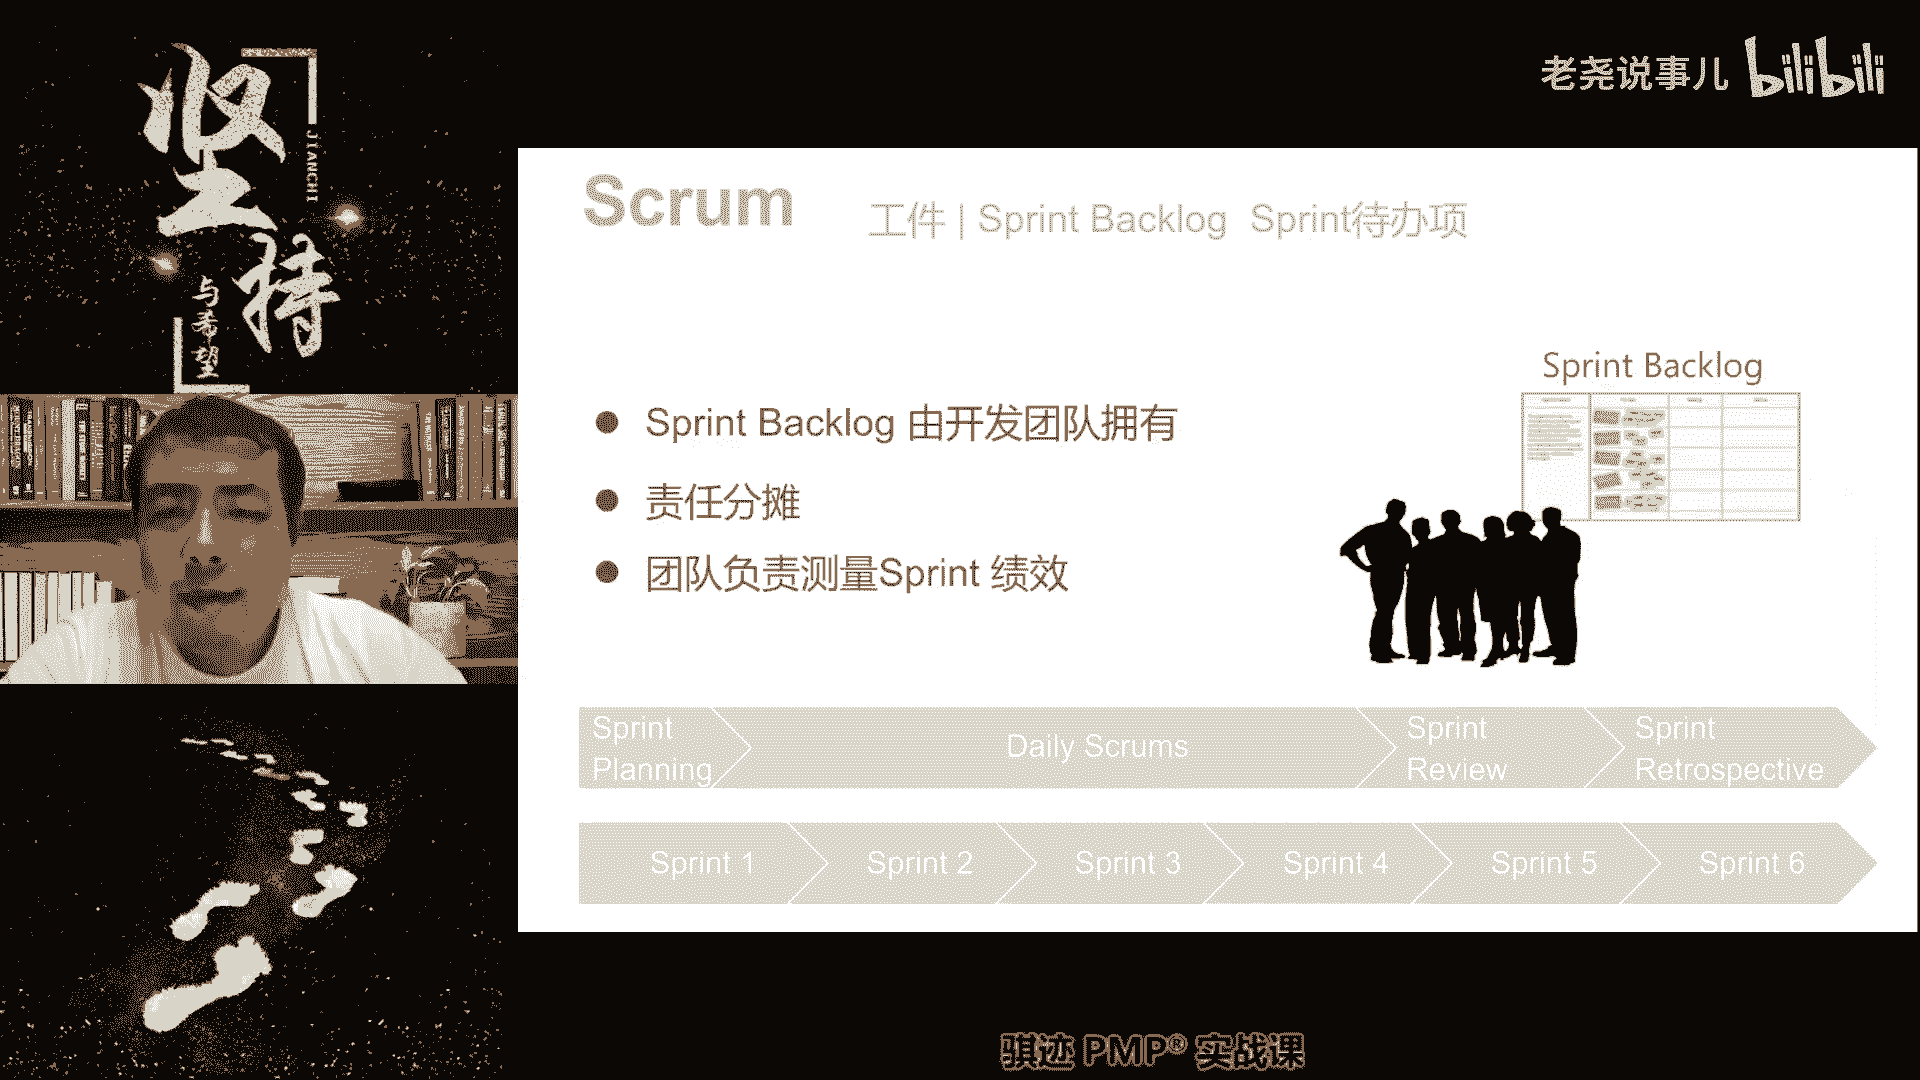 坚持
JIANCHI
与希望
老尧说事儿 bilibili
Scrum
工件 | Sprint Backlog Sprint待办项
Sprint Backlog
● Sprint Backlog 由开发团队拥有
● 责任分摊
● 团队负责测量Sprint 绩效
Sprint Planning
Daily Scrums
Sprint Review
Sprint Retrospective
Sprint 1
Sprint 2
Sprint 3
Sprint 4
Sprint 5
Sprint 6
骐迹 PMP® 实战课